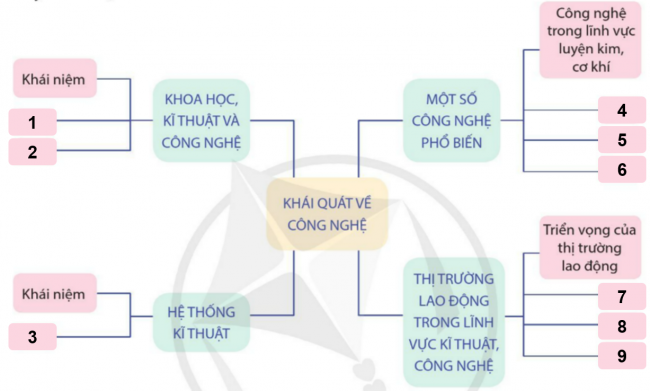 Công nghệ
trong lĩnh vực
luyện kim,
cơ khí
Khái niệm
1
2
KHOA HỌC,
KĨ THUẬT VÀ
CÔNG NGHỆ
MỘT SỐ
CÔNG NGHỆ
PHỔ BIẾN
4
5
6
KHÁI QUÁT VỀ
CÔNG NGHỆ
Khái niệm
3
HỆ THỐNG
KĨ THUẬT
THỊ TRƯỜNG
LAO ĐỘNG
TRONG LĨNH
VỰC KĨ THUẬT,
CÔNG NGHỆ
Triển vọng của
thị trường
lao động
7
8
9